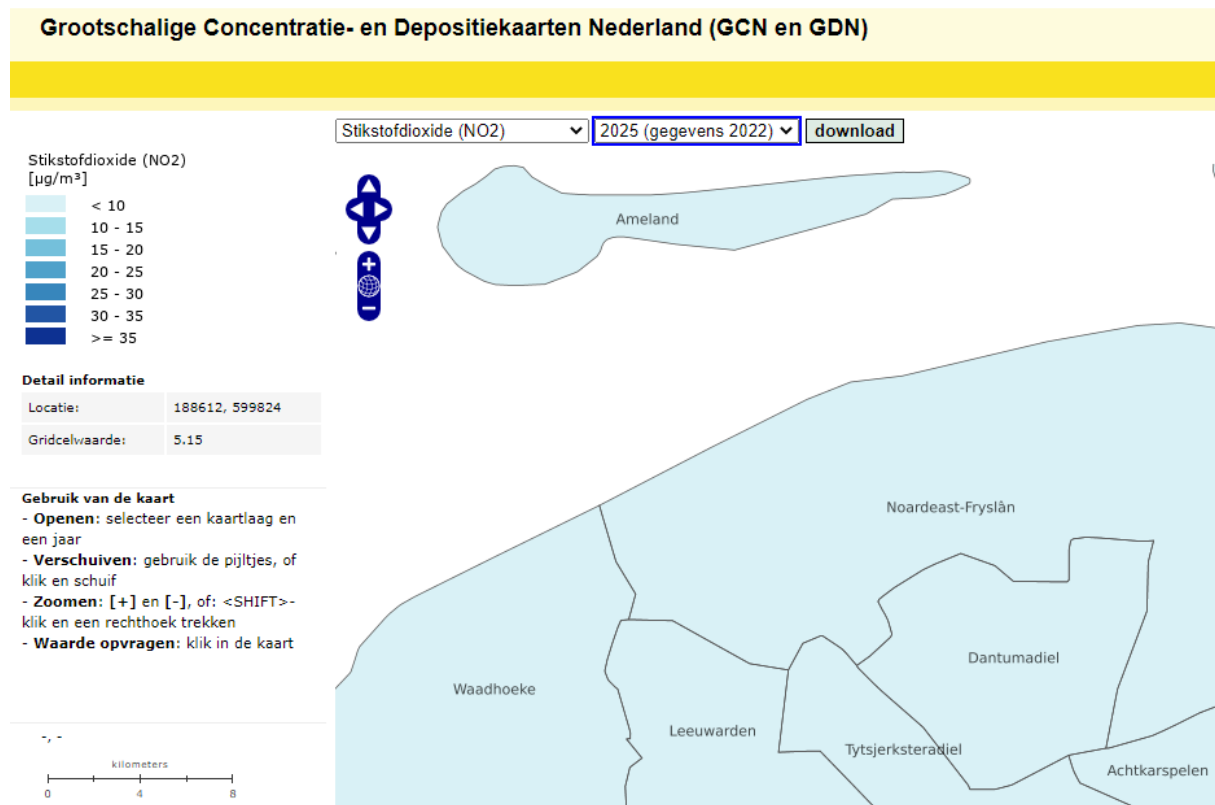 Grootschalige Concentratie- en Depositiekaarten Nederland (GCN en GDN)
Stikstofdioxide (NO2)
2025 (gegevens 2022)
download
Stikstofdioxide (NO2)
[µg/m³]
< 10
10 - 15
15 - 20
20 - 25
25 - 30
30 - 35
>= 35
Detail informatie
Locatie: 188612, 599824
Gridcelwaarde: 5.15
Gebruik van de kaart
- Openen: selecteer een kaartlaag en
een jaar
- Verschuiven: gebruik de pijltjes, of
klik en schuif
- Zoomen: [+] en [-], of: <SHIFT>-
klik en een rechthoek trekken
- Waarde opvragen: klik in de kaart
-, -
kilometers
0 4 8
Ameland
Noardeast-Fryslân
Dantumadiel
Waadhoeke
Leeuwarden
Tytsjerksteradiel
Achtkarspelen